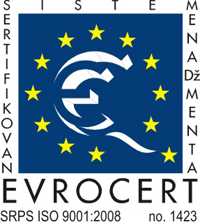 SERTIFIKOVAN
SISTEM
MENADžMENTA
EVROCERT
SRPS ISO 9001:2008 no. 1423